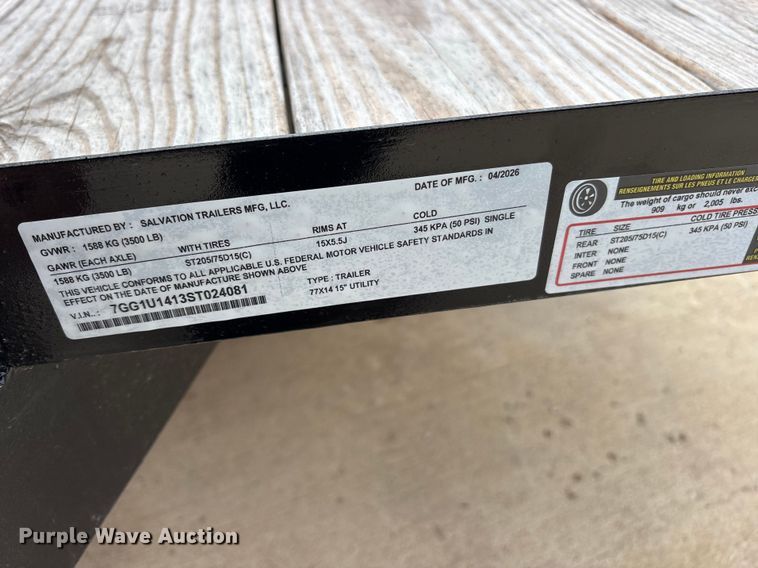 MANUFACTURED BY : SALVATION TRAILERS MFG, LLC. DATE OF MFG. : 04/2026
GVWR : 1588 KG (3500 LB)
GAWR (EACH AXLE) WITH TIRES RIMS AT COLD
1588 KG (3500 LB) ST205/75D15(C) 15X5.5J 345 KPA (50 PSI) SINGLE
THIS VEHICLE CONFORMS TO ALL APPLICABLE U.S. FEDERAL MOTOR VEHICLE SAFETY STANDARDS IN
EFFECT ON THE DATE OF MANUFACTURE SHOWN ABOVE
V.I.N..: 7GG1U1413ST024081 TYPE : TRAILER
77X14 15" UTILITY
TIRE AND LOADING INFORMATION
RENSEIGNEMENTS SUR LES PNEUS ET LE CHARGE
The weight of cargo should never exc
909 kg or 2,005 lbs.
TIRE SIZE COLD TIRE PRESS
REAR ST205/75D15(C) 345 KPA (50 PSI)
INTER NONE
FRONT NONE
SPARE NONE
Purple Wave Auction